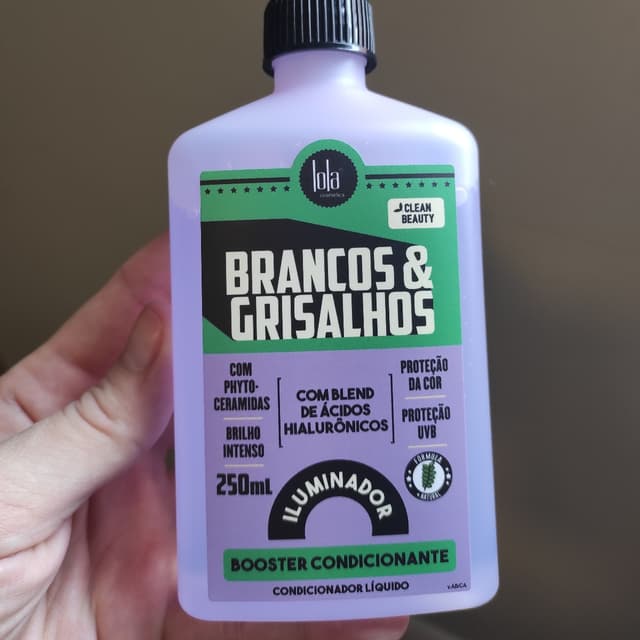 lola
cosmetics
CLEAN
BEAUTY
BRANCOS &
GRISALHOS
COM
PHYTO-
CERAMIDAS
BRILHO
INTENSO
250mL
COM BLEND
DE ÁCIDOS
HIALURÔNICOS
PROTEÇÃO
DA COR
PROTEÇÃO
UVB
FORMULA
NATURAL
ILUMINADOR
BOOSTER CONDICIONANTE
CONDICIONADOR LÍQUIDO